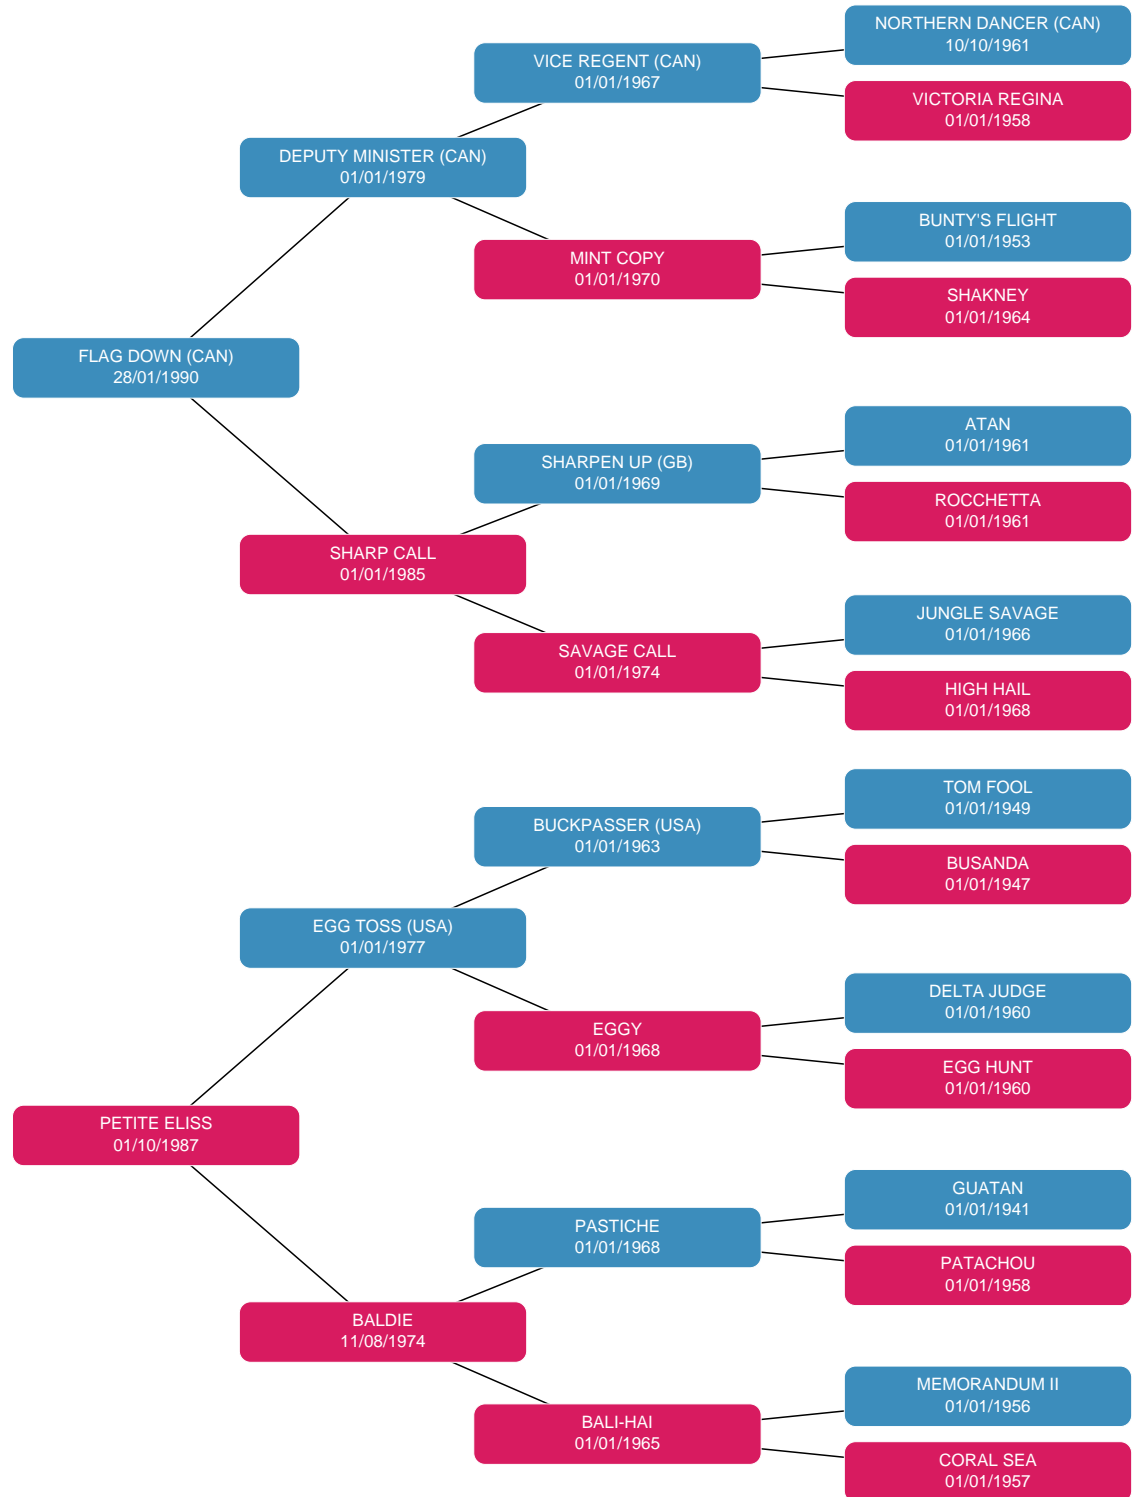 NORTHERN DANCER (CAN)
10/10/1961
VICE REGENT (CAN)
01/01/1967
VICTORIA REGINA
01/01/1958
DEPUTY MINISTER (CAN)
01/01/1979
BUNTY'S FLIGHT
01/01/1953
MINT COPY
01/01/1970
SHAKNEY
01/01/1964
FLAG DOWN (CAN)
28/01/1990
ATAN
01/01/1961
SHARPEN UP (GB)
01/01/1969
ROCCHETTA
01/01/1961
SHARP CALL
01/01/1985
JUNGLE SAVAGE
01/01/1966
SAVAGE CALL
01/01/1974
HIGH HAIL
01/01/1968
TOM FOOL
01/01/1949
BUCKPASSER (USA)
01/01/1963
BUSANDA
01/01/1947
EGG TOSS (USA)
01/01/1977
DELTA JUDGE
01/01/1960
EGGY
01/01/1968
EGG HUNT
01/01/1960
PETITE ELISS
01/10/1987
GUATAN
01/01/1941
PASTICHE
01/01/1968
PATACHOU
01/01/1958
BALDIE
11/08/1974
MEMORANDUM II
01/01/1956
BALI-HAI
01/01/1965
CORAL SEA
01/01/1957